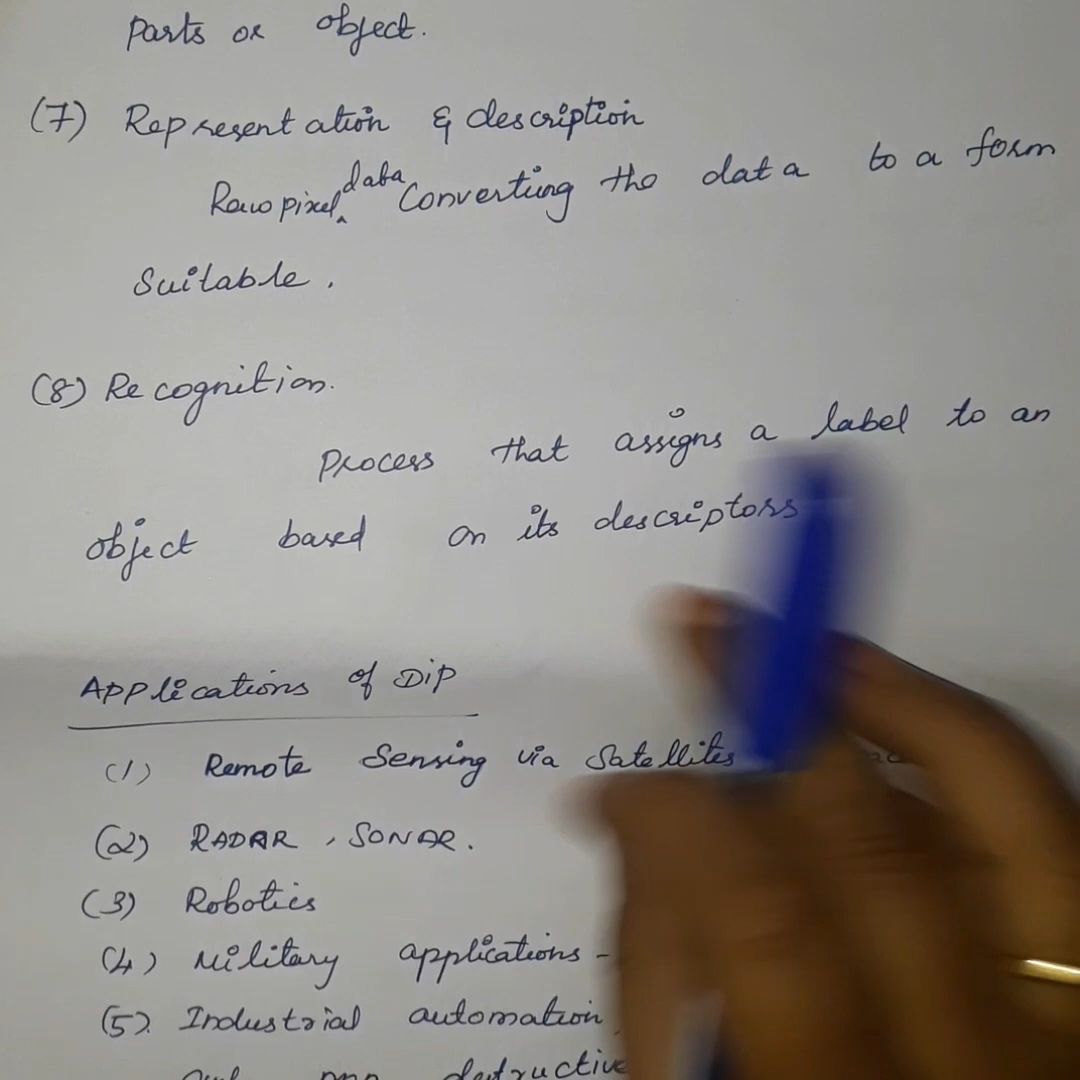 Parts or object.
(7) Representation & description
Raw pixel data Converting the data to a form
Suitable.
(8) Recognition.
Process that assigns a label to an
object based on its descriptors
Applications of DIP
(1) Remote Sensing via Satellites
(2) RADAR, SONAR.
(3) Robotics
(4) Military applications -
(5). Industrial automation
and non destructive